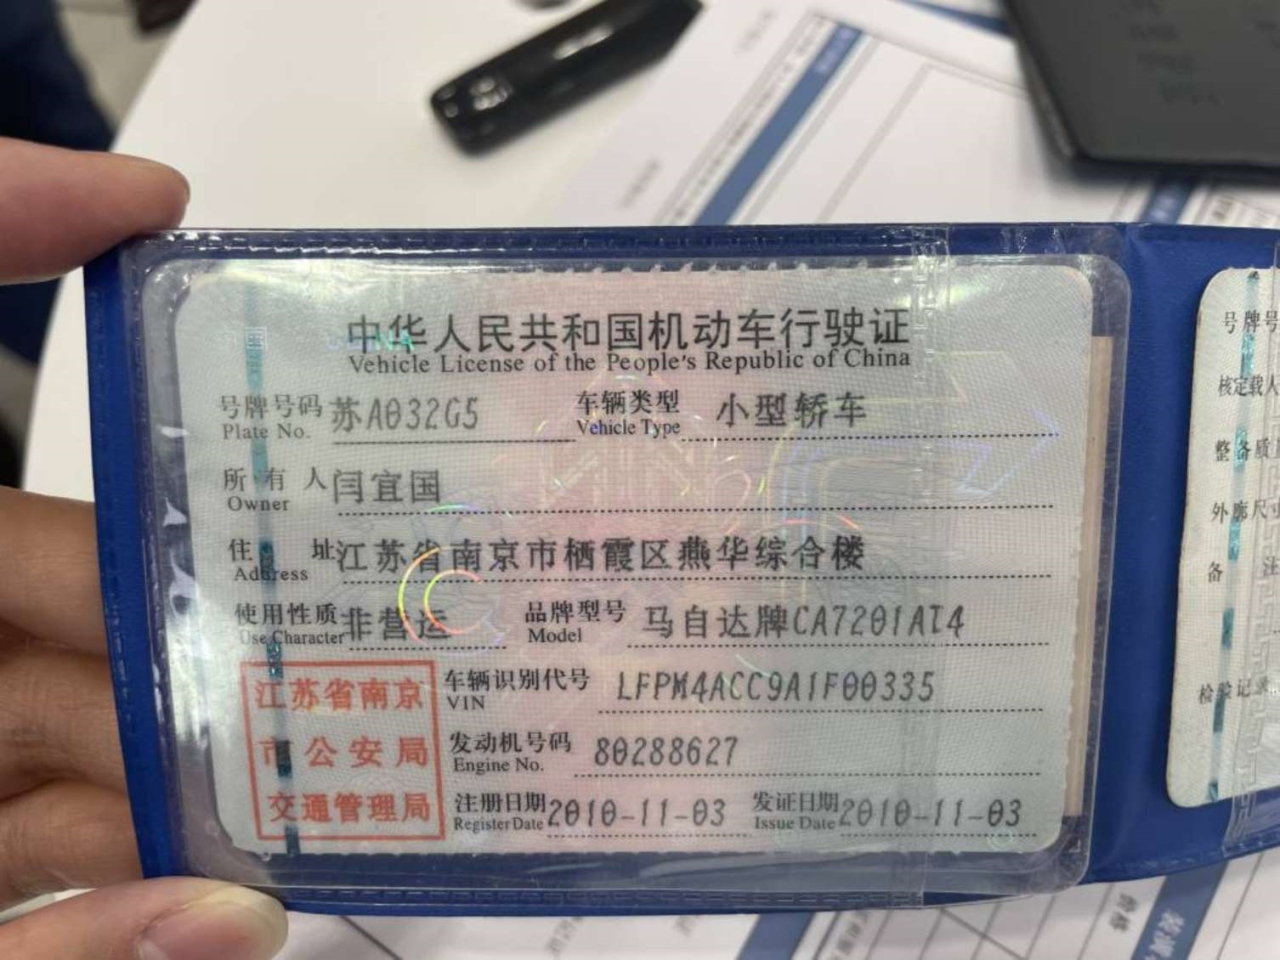 中华人民共和国机动车行驶证
Vehicle License of the People's Republic of China
号牌号码 苏A032G5 车辆类型 小型轿车
Plate No. Vehicle Type
所有人 闫宜国
Owner
住址 江苏省南京市栖霞区燕华综合楼
Address
使用性质 非营运 品牌型号 马自达牌CA7201AT4
Use Character Model
江苏省南京
市公安局
交通管理局
车辆识别代号 LFPM4ACC9A1F00335
VIN
发动机号码 80288627
Engine No.
注册日期 2010-11-03 发证日期 2010-11-03
Register Date Issue Date
号牌号
核定载人
整备质
外廓尺寸
备注
检验记录
价格